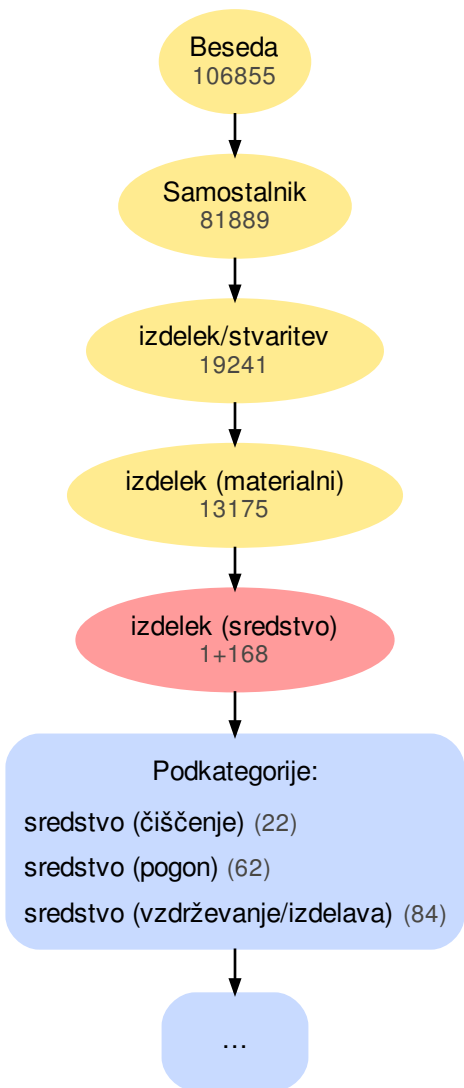 Beseda
106855
Samostalnik
81889
izdelek/stvaritev
19241
izdelek (materialni)
13175
izdelek (sredstvo)
1+168
Podkategorije:
sredstvo (čiščenje) (22)
sredstvo (pogon) (62)
sredstvo (vzdrževanje/izdelava) (84)
...